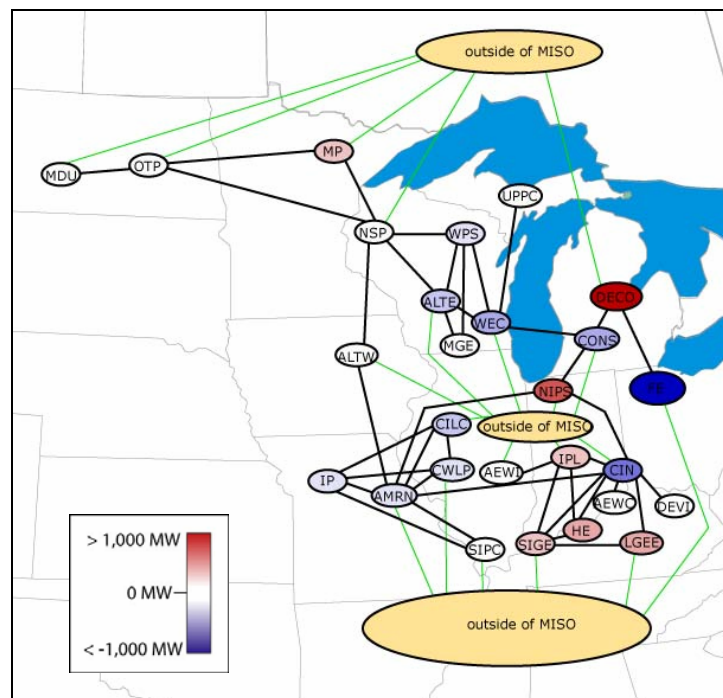 outside of MISO
MP
OTP
MDU
UPPC
NSP
WPS
DECO
ALTE
WEC
CONS
MGE
ALTW
FE
NIPS
CILC
outside of MISO
IPL
CWLP
AEWI
CIN
IP
AMRN
AEWC
DEVI
HE
SIGE
LGEE
SIPC
> 1,000 MW
0 MW
< -1,000 MW
outside of MISO